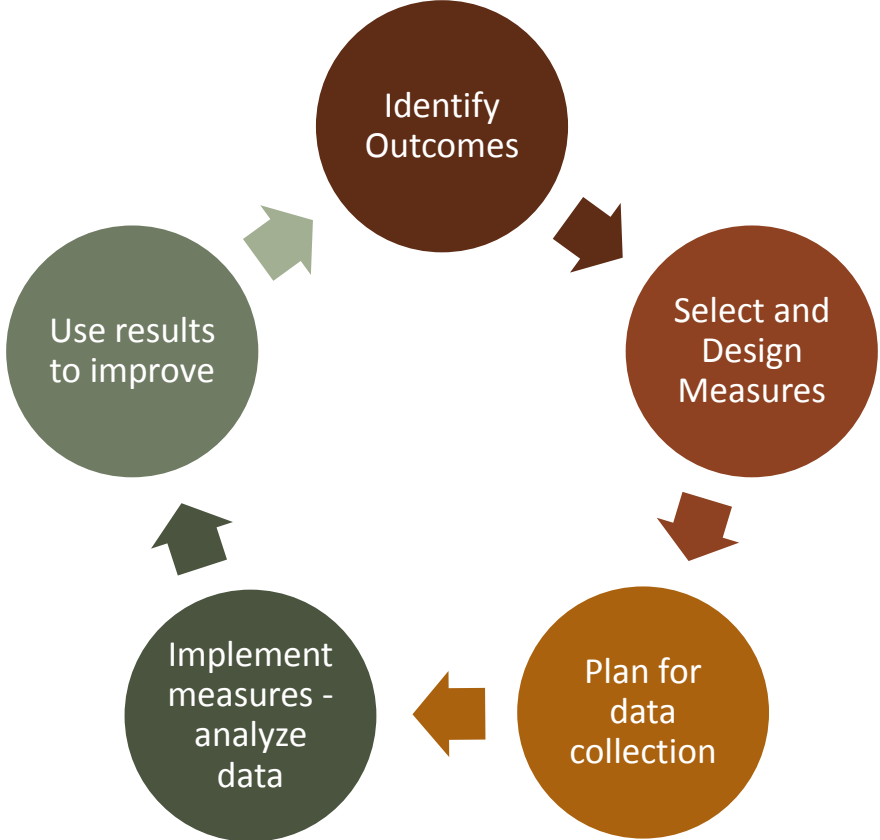 Identify
Outcomes
Select and
Design
Measures
Plan for
data
collection
Implement
measures -
analyze
data
Use results
to improve